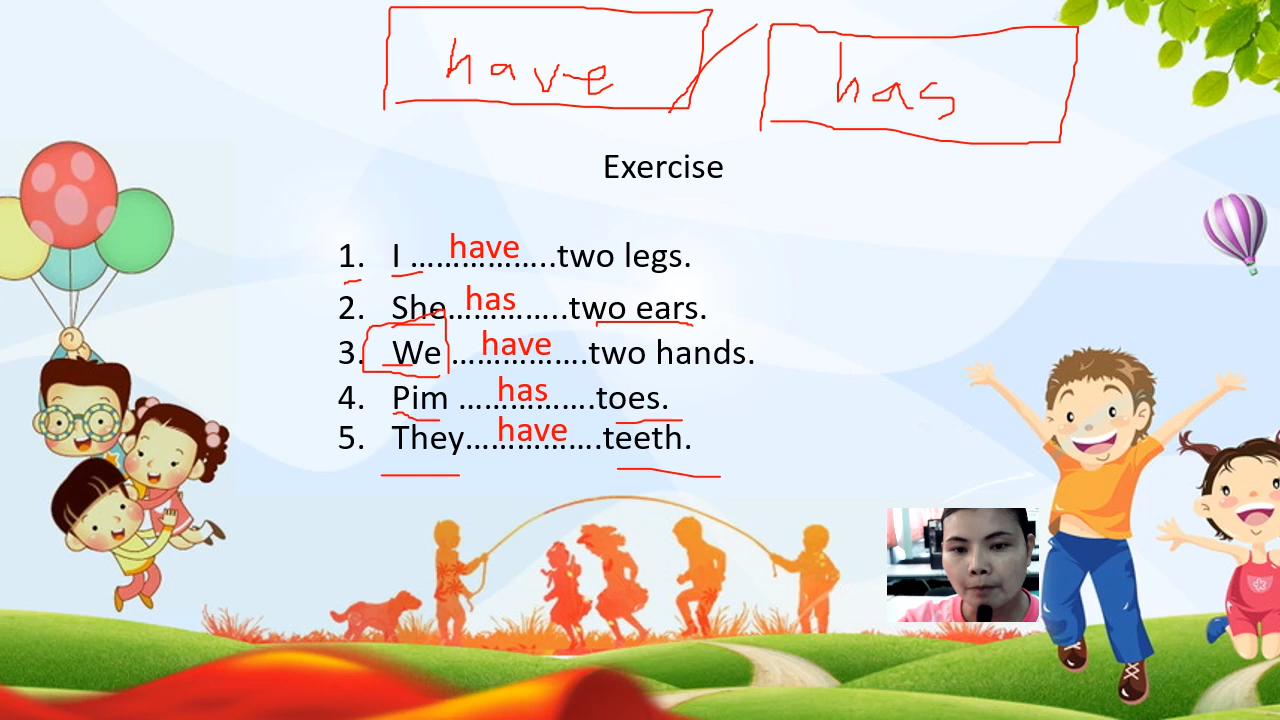 have / has
Exercise
1. I ......have..........two legs.
2. She...has.......two ears.
3. We ...have..........two hands.
4. Pim ....has..........toes.
5. They....have..........teeth.